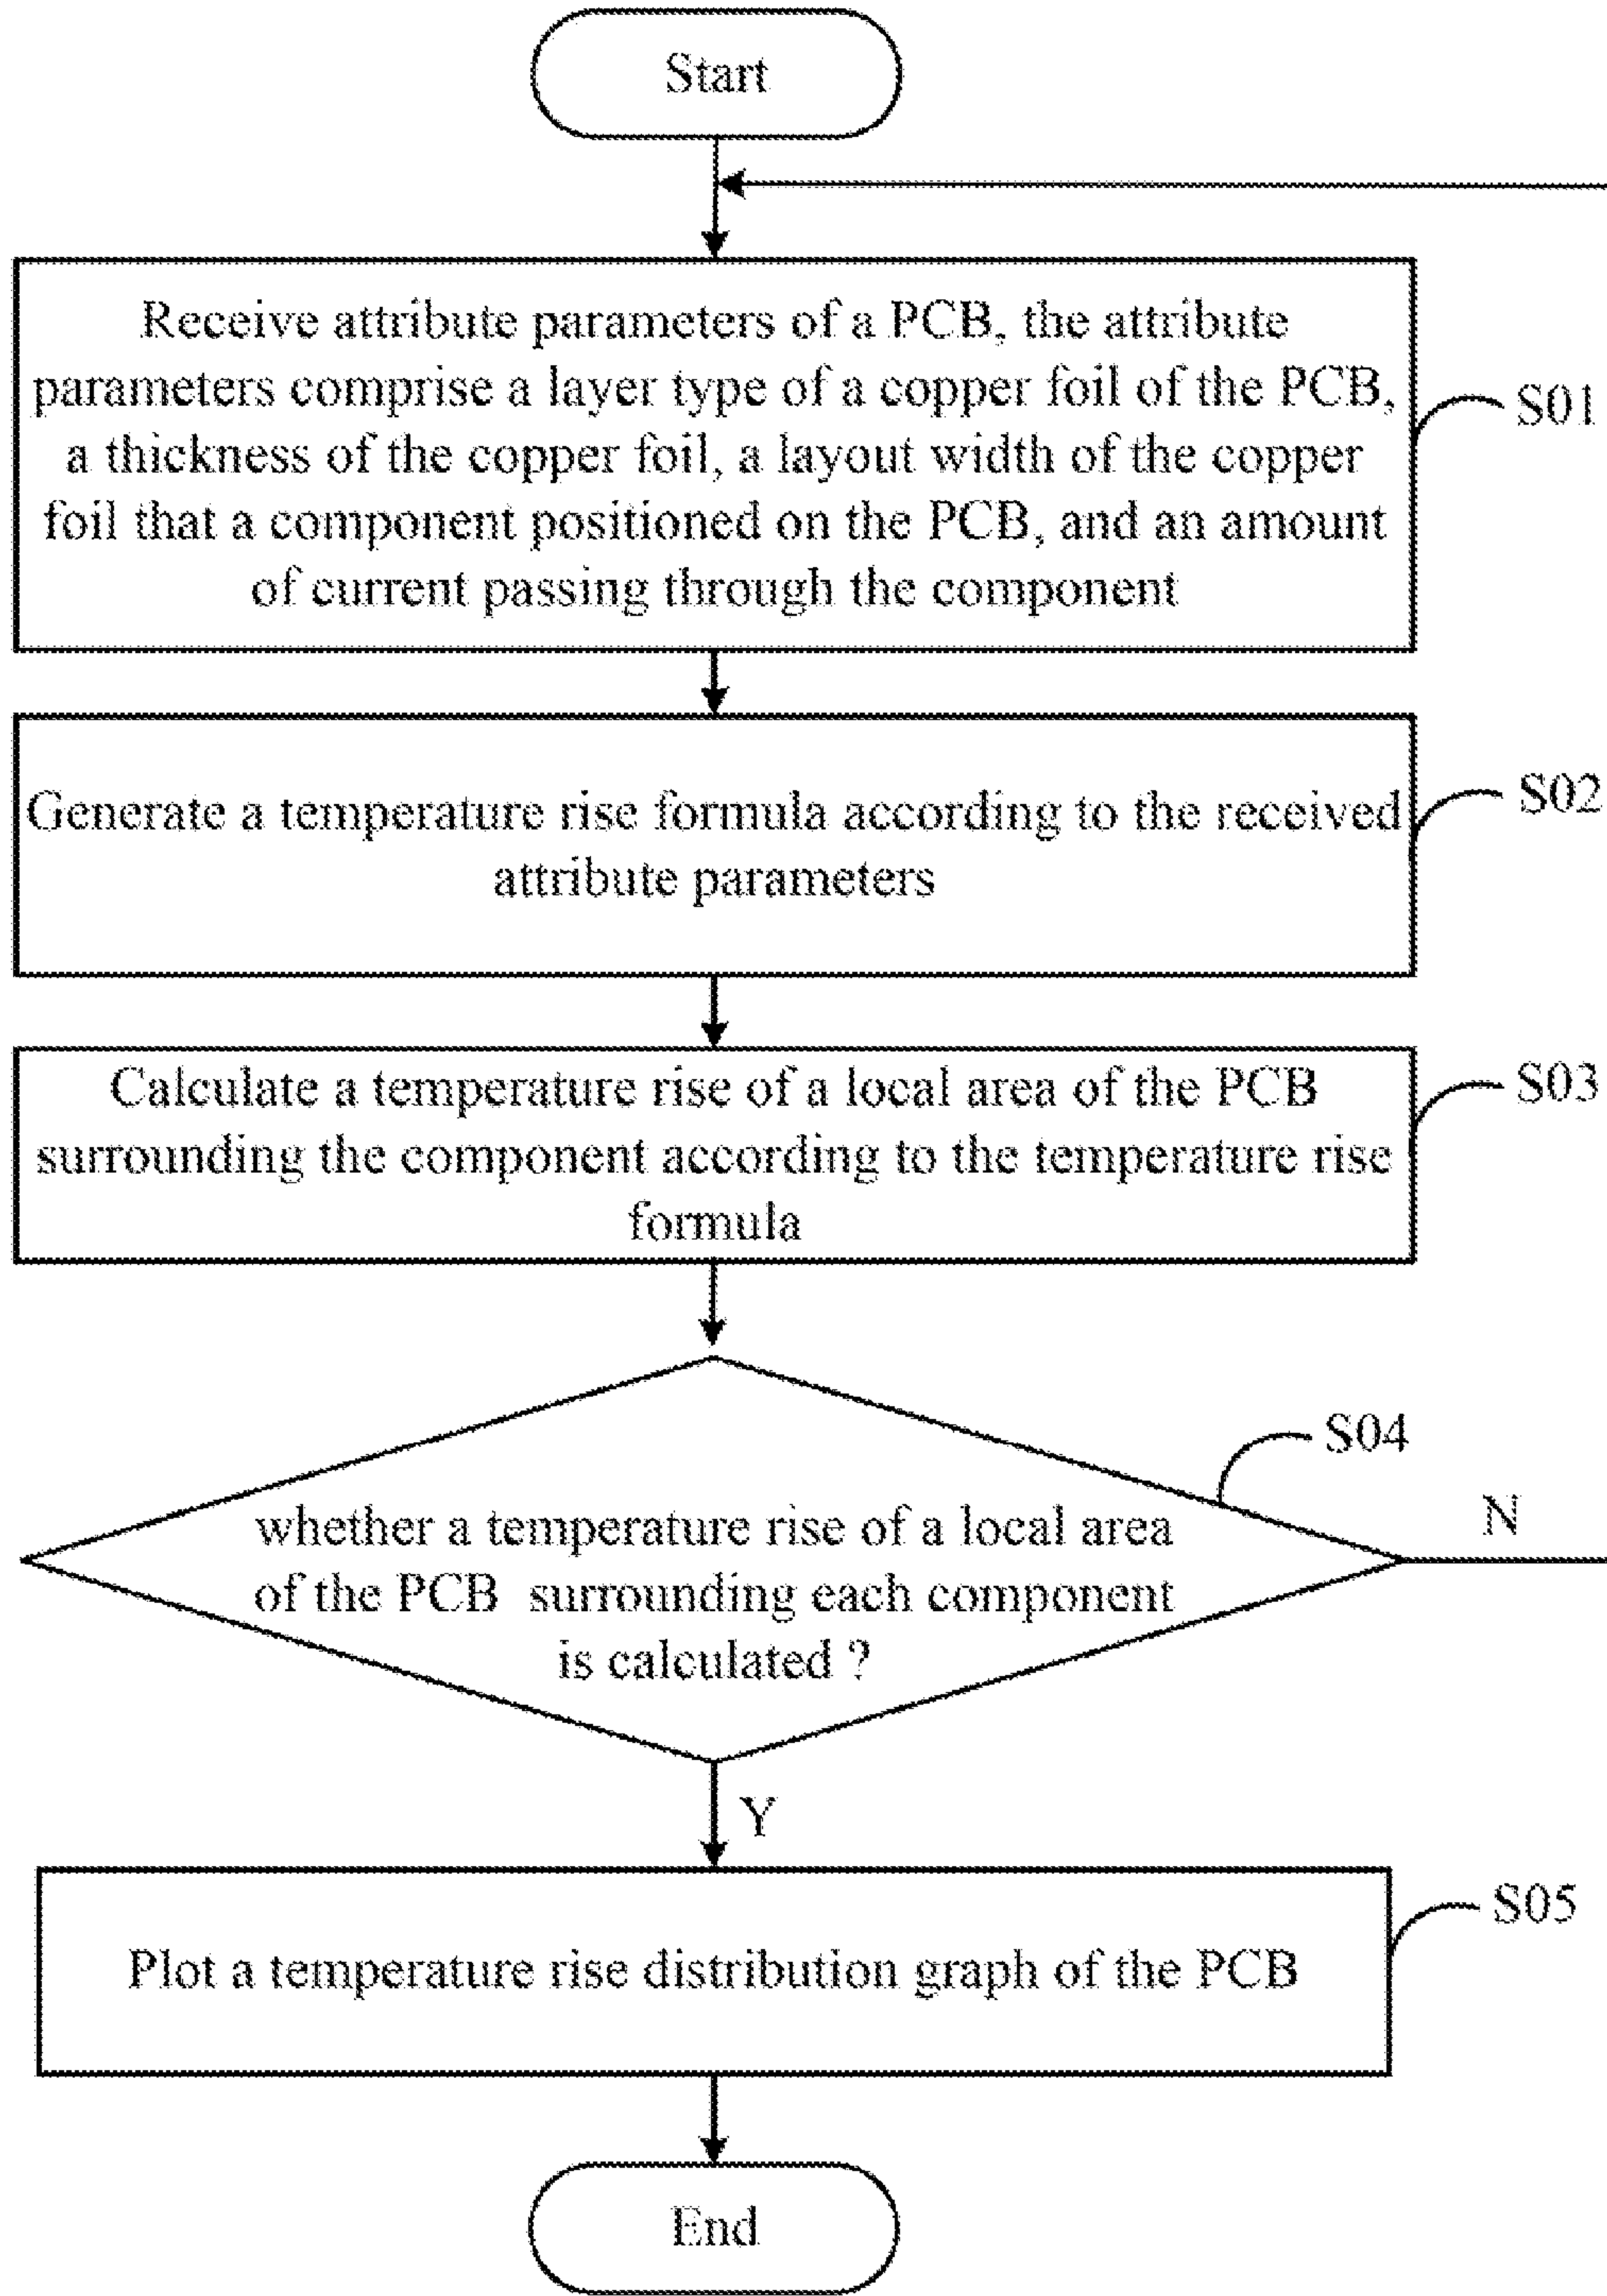 Start
Receive attribute parameters of a PCB, the attribute
parameters comprise a layer type of a copper foil of the PCB,
a thickness of the copper foil, a layout width of the copper
foil that a component positioned on the PCB, and an amount
of current passing through the component
S01
Generate a temperature rise formula according to the received
attribute parameters
S02
Calculate a temperature rise of a local area of the PCB
surrounding the component according to the temperature rise
formula
S03
S04
whether a temperature rise of a local area
of the PCB surrounding each component
is calculated ?
N
Y
Plot a temperature rise distribution graph of the PCB
S05
End